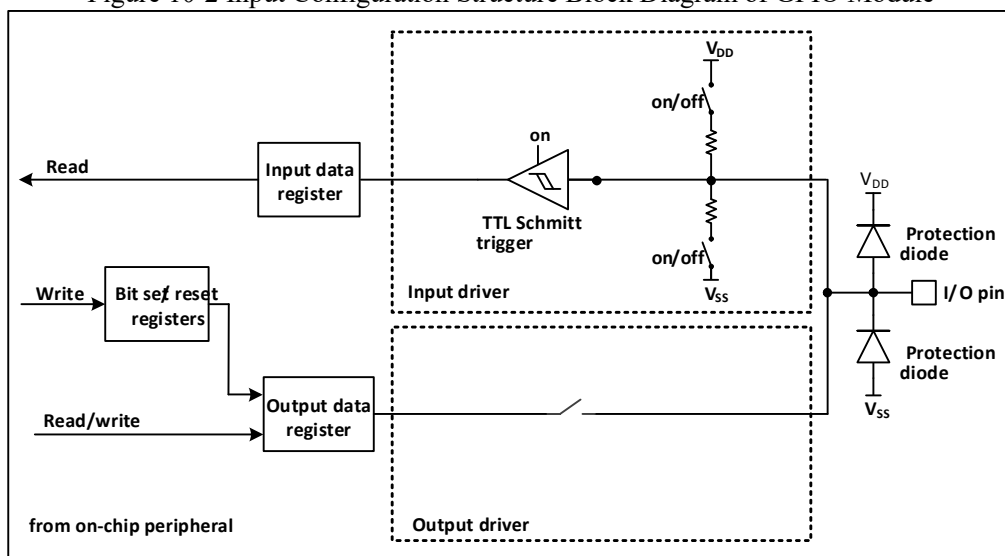 Figure 10-2 Input Configuration Structure Block Diagram of GPIO Module
VDD
on/off
on
Read
Input data
register
TTL Schmitt
trigger
on/off
VSS
Input driver
VDD
Protection
diode
I/O pin
Protection
diode
VSS
Write
Bit set/ reset
registers
Read/write
Output data
register
from on-chip peripheral
Output driver